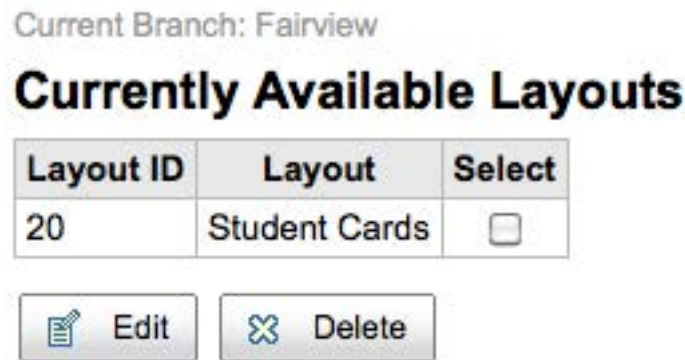 Current Branch: Fairview
Currently Available Layouts
Layout ID Layout Select
20 Student Cards
Edit Delete